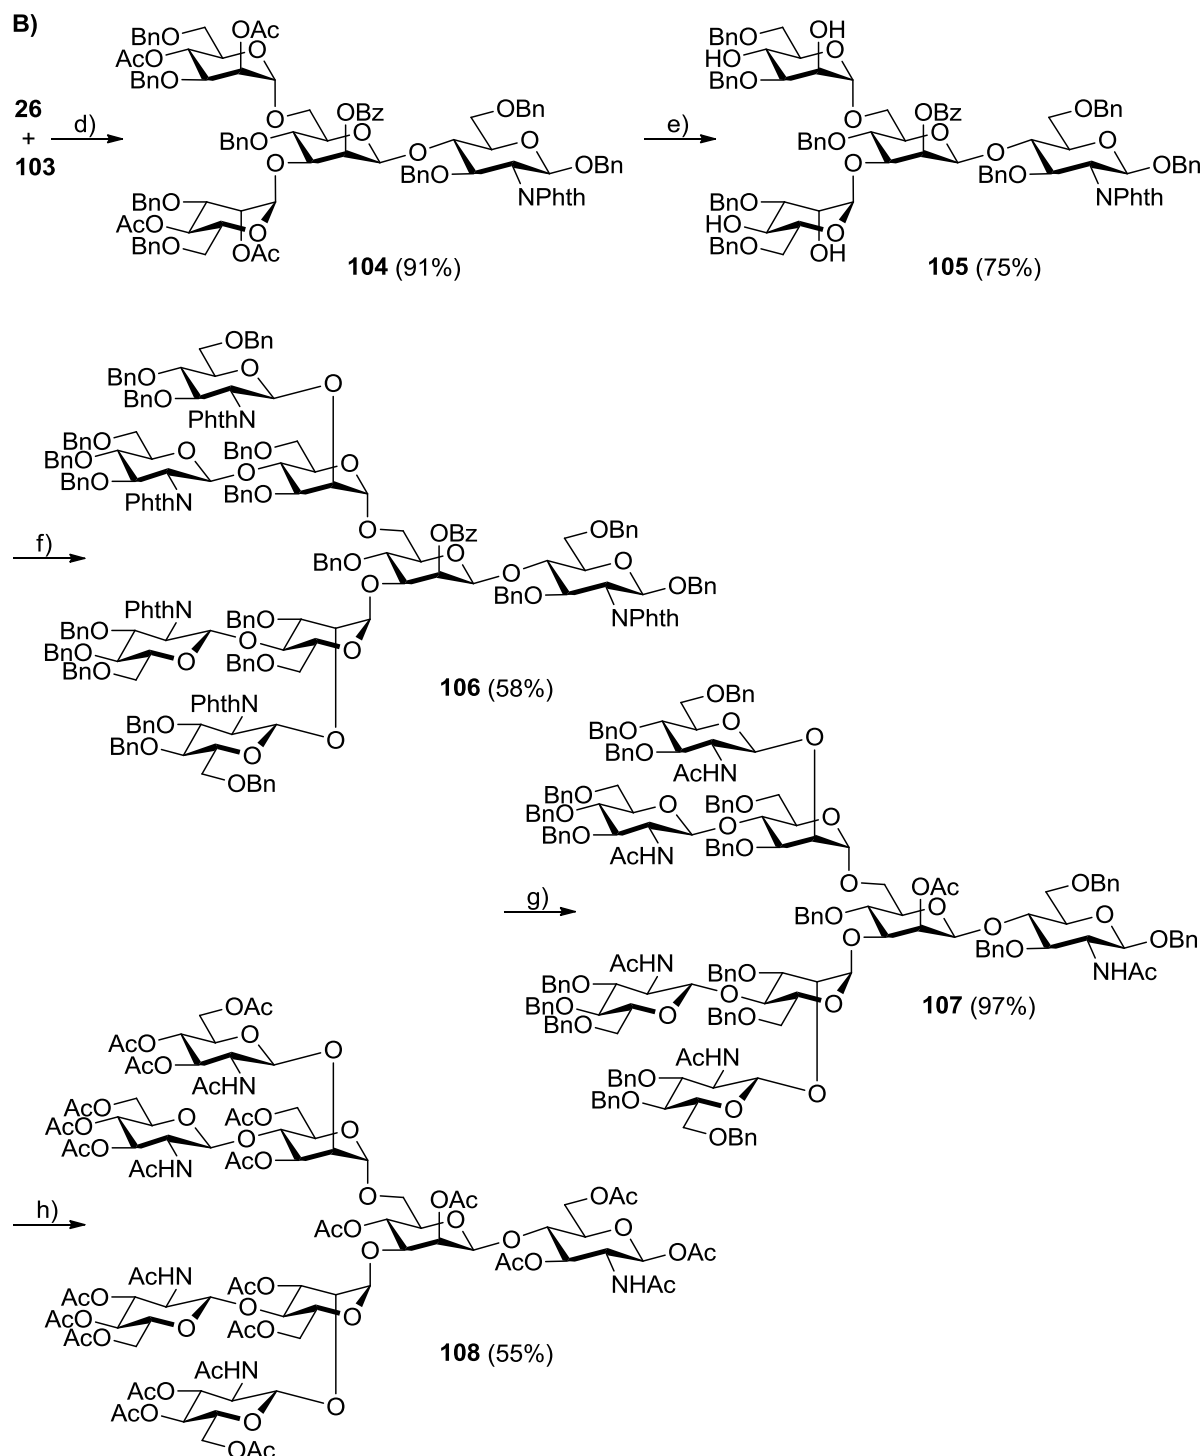 B)
BnO OAc
AcO O
BnO
26
+
103
d)
O OBz OBn
BnO O O O
O BnO OBn
NPhth
BnO
AcO
BnO O
OAc
104 (91%)
e)
BnO OH
HO O
BnO
O OBz OBn
BnO O O O
O BnO OBn
NPhth
BnO
HO
BnO O
OH
105 (75%)
f)
OBn
BnO O O
BnO
PhthN
BnO BnO O
BnO O O
BnO BnO
PhthN
O OBz OBn
BnO O O O
O BnO OBn
NPhth
PhthN
BnO BnO
BnO O
BnO O BnO O
PhthN
BnO O
BnO O
OBn
106 (58%)
g)
OBn
BnO O O
BnO
AcHN
BnO BnO O
BnO O O
BnO BnO
AcHN
O OAc OBn
BnO O O O
O BnO OBn
NHAc
AcHN
BnO BnO
BnO O
BnO O BnO O
AcHN
BnO O
BnO O
OBn
107 (97%)
h)
OAc
AcO O O
AcO
AcHN
AcO AcO O
AcO O O
AcO AcO
AcHN
O OAc OAc
AcO O O O
O AcO OAc
NHAc
AcHN
AcO AcO
AcO O
AcO O AcO O
AcHN
AcO O
AcO O
OAc
108 (55%)